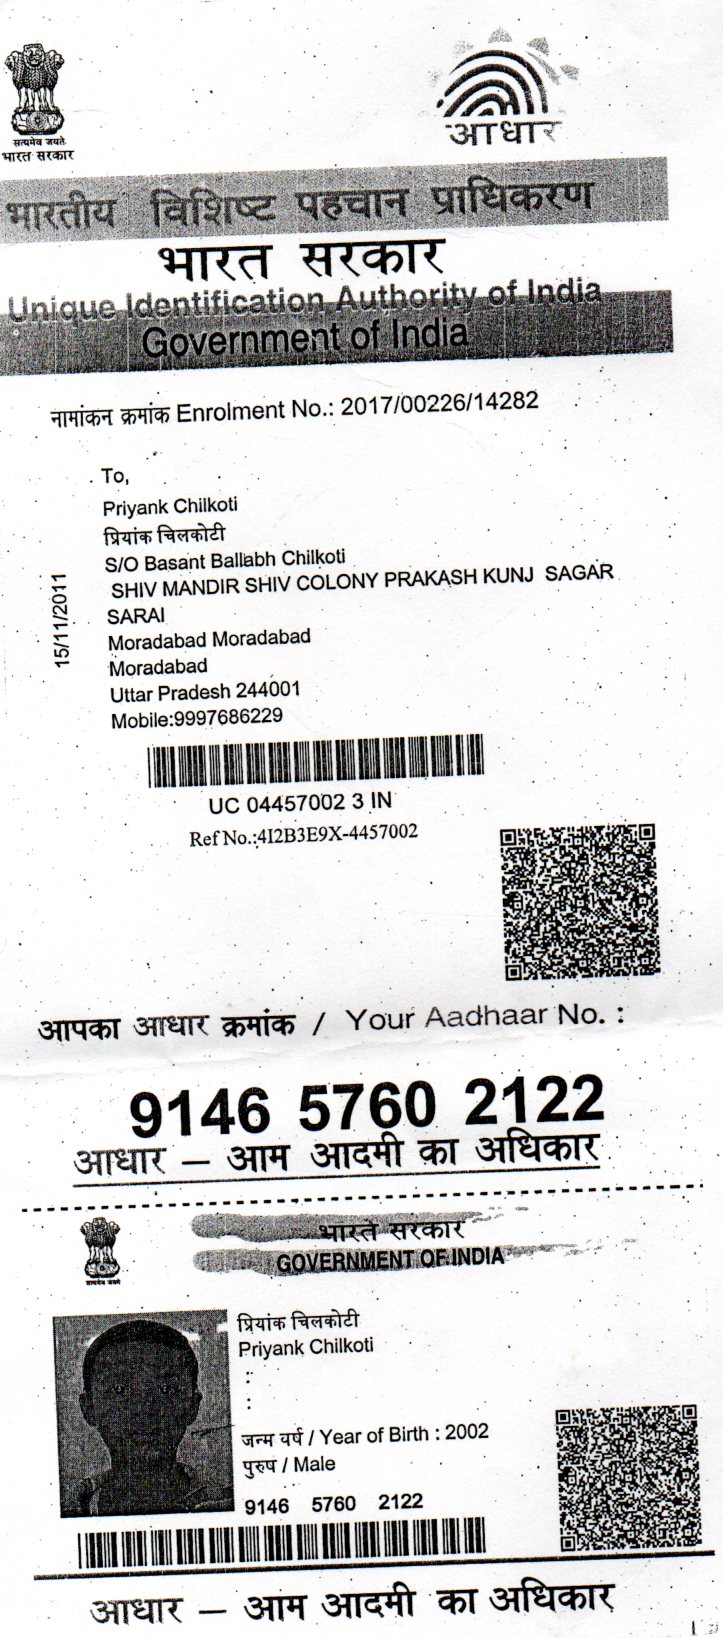 सत्यमेव जयते
भारत सरकार
आधार
भारतीय विशिष्ट पहचान प्राधिकरण
भारत सरकार
Unique Identification Authority of India
Government of India
नामांकन क्रमांक Enrolment No.: 2017/00226/14282
To,
Priyank Chilkoti
प्रियांक चिलकोटी
S/O Basant Ballabh Chilkoti
SHIV MANDIR SHIV COLONY PRAKASH KUNJ SAGAR
SARAI
Moradabad Moradabad
Moradabad
Uttar Pradesh 244001
Mobile:9997686229
15/11/2011
UC 04457002 3 IN
Ref No.:4I2B3E9X-4457002
आपका आधार क्रमांक / Your Aadhaar No. :
9146 5760 2122
आधार – आम आदमी का अधिकार
भारत सरकार
GOVERNMENT OF INDIA
सत्यमेव जयते
प्रियांक चिलकोटी
Priyank Chilkoti
:
:
जन्म वर्ष / Year of Birth : 2002
पुरुष / Male
9146 5760 2122
आधार – आम आदमी का अधिकार